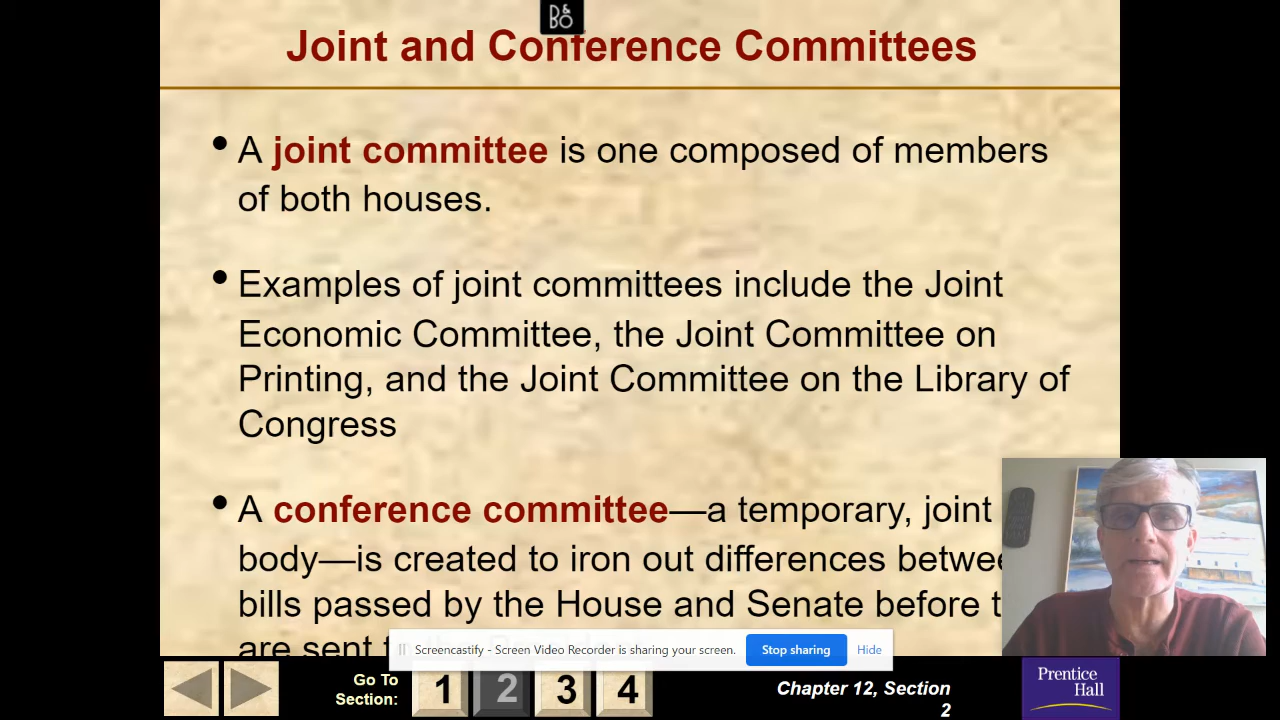 B&O
Joint and Conference Committees
• A joint committee is one composed of members
of both houses.
• Examples of joint committees include the Joint
Economic Committee, the Joint Committee on
Printing, and the Joint Committee on the Library of
Congress
• A conference committee—a temporary, joint
body—is created to iron out differences betwee
bills passed by the House and Senate before t
are sent
Screencastify - Screen Video Recorder is sharing your screen.
Stop sharing
Hide
Go To
Section:
1 2 3 4
Chapter 12, Section
2
Prentice
Hall